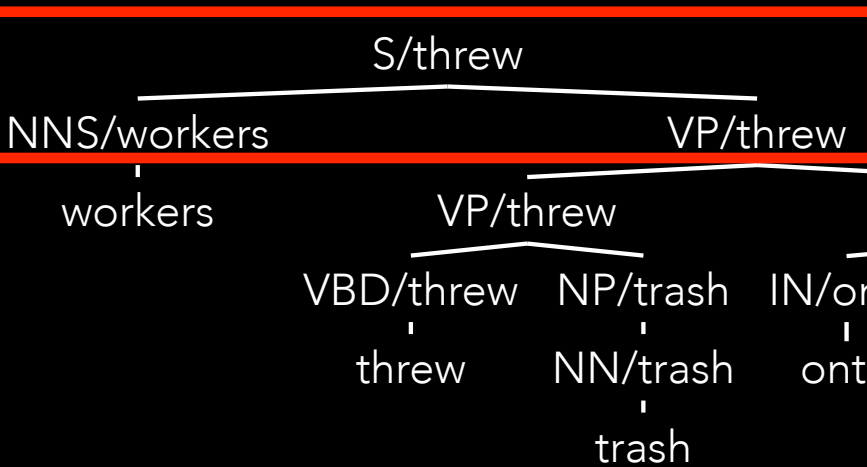 S/threw
NNS/workers VP/threw
workers VP/threw
VBD/threw NP/trash
threw NN/trash
trash